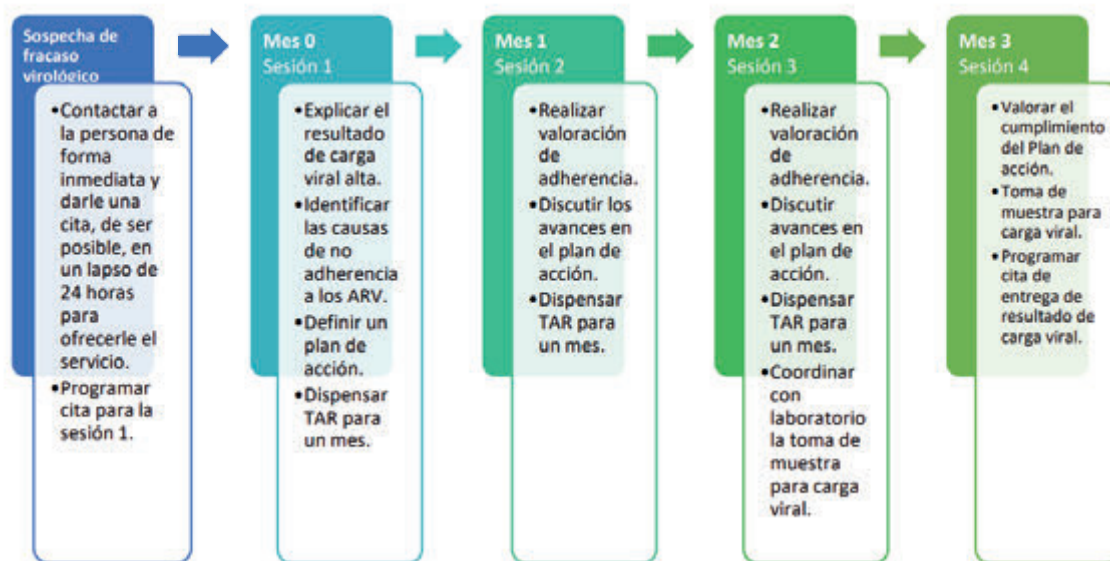 Sospecha de
fracaso
virológico
•Contactar a
la persona de
forma
inmediata y
darle una
cita, de ser
posible, en
un lapso de
24 horas
para
ofrecerle el
servicio.
•Programar
cita para la
sesión 1.
Mes 0
Sesión 1
•Explicar el
resultado
de carga
viral alta.
•Identificar
las causas
de no
adherencia
a los ARV.
•Definir un
plan de
acción.
•Dispensar
TAR para
un mes.
Mes 1
Sesión 2
•Realizar
valoración
de
adherencia.
•Discutir los
avances en
el plan de
acción.
•Dispensar
TAR para
un mes.
Mes 2
Sesión 3
•Realizar
valoración
de
adherencia.
•Discutir
avances en
el plan de
acción.
•Dispensar
TAR para
un mes.
•Coordinar
con
laboratorio
la toma de
muestra
para carga
viral.
Mes 3
Sesión 4
•Valorar el
cumplimiento
del Plan de
acción.
•Toma de
muestra para
carga viral.
•Programar
cita de
entrega de
resultado de
carga viral.